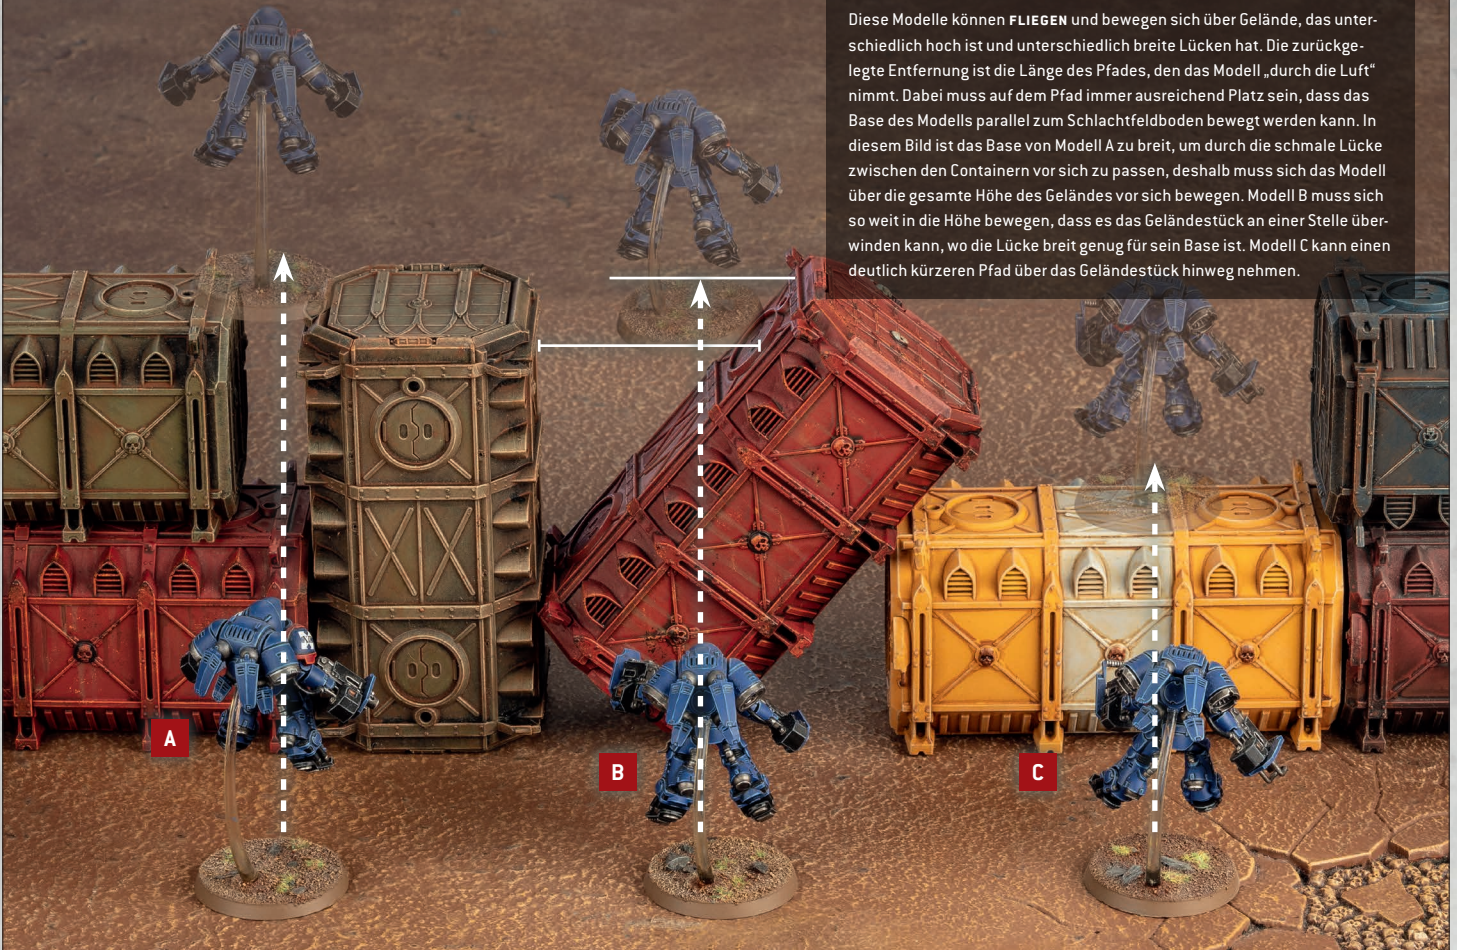 Diese Modelle können FLIEGEN und bewegen sich über Gelände, das unter-
schiedlich hoch ist und unterschiedlich breite Lücken hat. Die zurückge-
legte Entfernung ist die Länge des Pfades, den das Modell „durch die Luft“
nimmt. Dabei muss auf dem Pfad immer ausreichend Platz sein, dass das
Base des Modells parallel zum Schlachtfeldboden bewegt werden kann. In
diesem Bild ist das Base von Modell A zu breit, um durch die schmale Lücke
zwischen den Containern vor sich zu passen, deshalb muss sich das Modell
über die gesamte Höhe des Geländes vor sich bewegen. Modell B muss sich
so weit in die Höhe bewegen, dass es das Geländestück an einer Stelle über-
winden kann, wo die Lücke breit genug für sein Base ist. Modell C kann einen
deutlich kürzeren Pfad über das Geländestück hinweg nehmen.
A
B
C